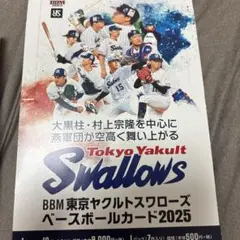 BBM
大黒柱・村上宗隆を中心に
燕軍団が空高く舞い上がる
Tokyo Yakult
Swallows
BBM 東京ヤクルトスワローズ
ベースボールカード2025